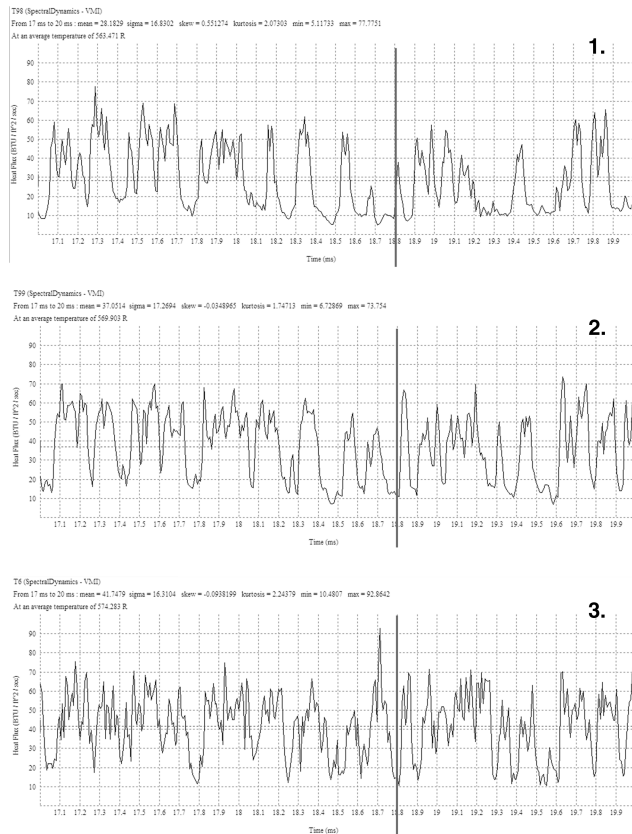 T98 (SpectralDynamics - VMI)
From 17 ms to 20 ms : mean = 28.1829 sigma = 16.8302 skew = 0.551274 kurtosis = 2.07303 min = 5.11733 max = 77.7751
At an average temperature of 563.471 R
1.
Heat Flux (BTU / ft^2 / sec)
90
80
70
60
50
40
30
20
10
17.1 17.2 17.3 17.4 17.5 17.6 17.7 17.8 17.9 18 18.1 18.2 18.3 18.4 18.5 18.6 18.7 18.8 18.9 19 19.1 19.2 19.3 19.4 19.5 19.6 19.7 19.8 19.9
Time (ms)
T99 (SpectralDynamics - VMI)
From 17 ms to 20 ms : mean = 37.0514 sigma = 17.2694 skew = -0.0348965 kurtosis = 1.74713 min = 6.72869 max = 73.754
At an average temperature of 569.903 R
2.
Heat Flux (BTU / ft^2 / sec)
90
80
70
60
50
40
30
20
10
17.1 17.2 17.3 17.4 17.5 17.6 17.7 17.8 17.9 18 18.1 18.2 18.3 18.4 18.5 18.6 18.7 18.8 18.9 19 19.1 19.2 19.3 19.4 19.5 19.6 19.7 19.8 19.9
Time (ms)
T6 (SpectralDynamics - VMI)
From 17 ms to 20 ms : mean = 41.7479 sigma = 16.3104 skew = -0.0938199 kurtosis = 2.24379 min = 10.4807 max = 92.8642
At an average temperature of 574.283 R
3.
Heat Flux (BTU / ft^2 / sec)
90
80
70
60
50
40
30
20
10
17.1 17.2 17.3 17.4 17.5 17.6 17.7 17.8 17.9 18 18.1 18.2 18.3 18.4 18.5 18.6 18.7 18.8 18.9 19 19.1 19.2 19.3 19.4 19.5 19.6 19.7 19.8 19.9
Time (ms)